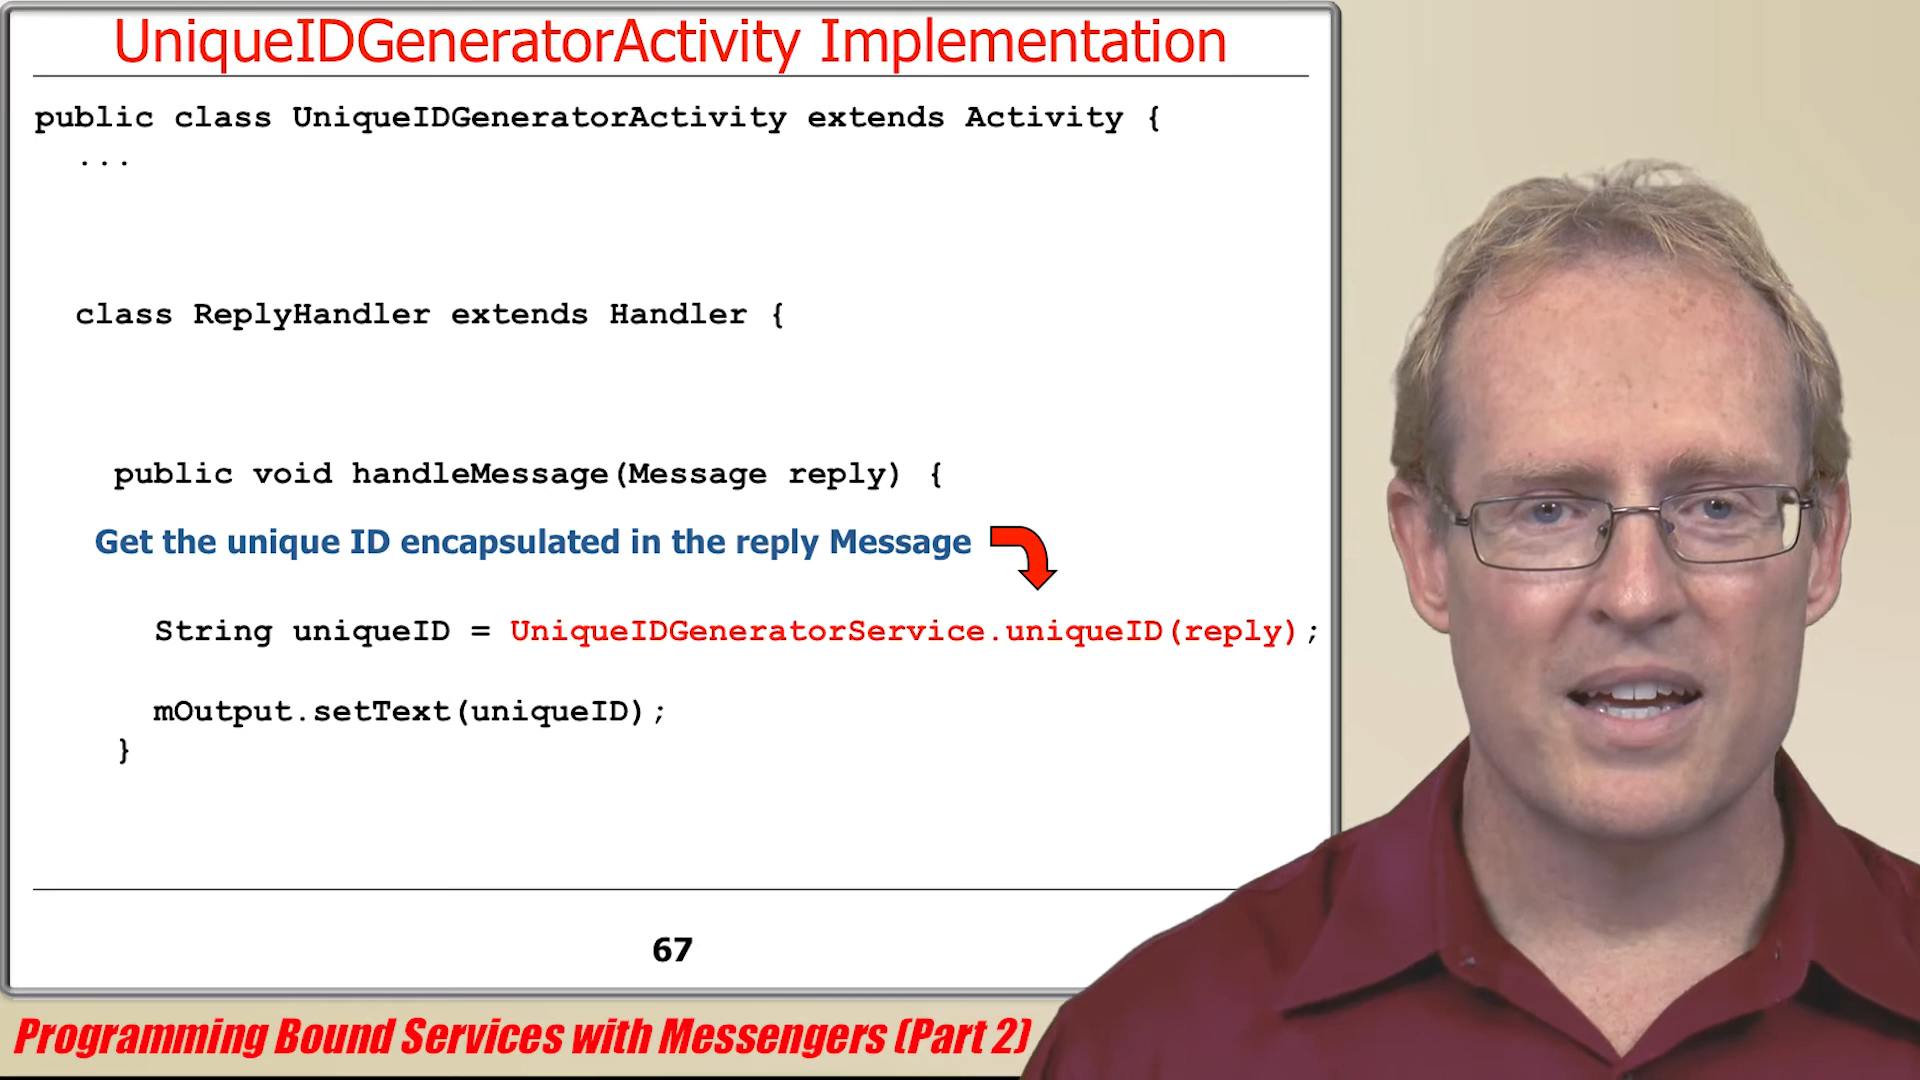 UniqueIDGeneratorActivity Implementation
public class UniqueIDGeneratorActivity extends Activity {
...
class ReplyHandler extends Handler {
public void handleMessage(Message reply) {
Get the unique ID encapsulated in the reply Message
String uniqueID = UniqueIDGeneratorService.uniqueID(reply);
mOutput.setText(uniqueID);
}
67
Programming Bound Services with Messengers (Part 2)